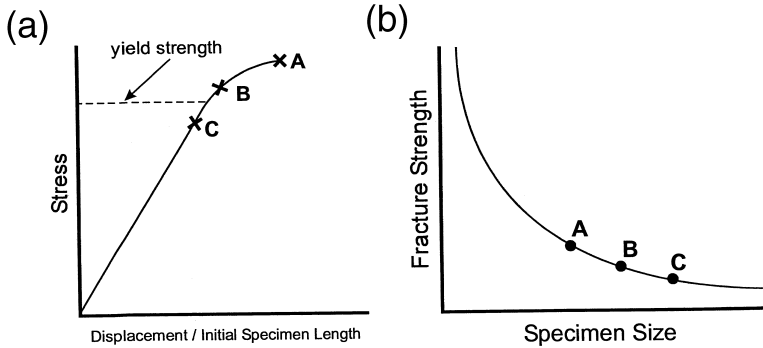 (a)
yield strength
A
B
C
Stress
Displacement / Initial Specimen Length
(b)
Fracture Strength
A
B
C
Specimen Size